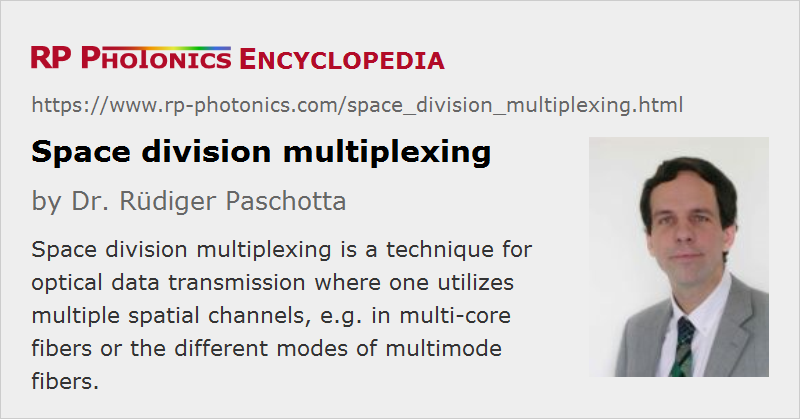 RP PHOTONICS ENCYCLOPEDIA
https://www.rp-photonics.com/space_division_multiplexing.html
Space division multiplexing
by Dr. Rüdiger Paschotta
Space division multiplexing is a technique for
optical data transmission where one utilizes
multiple spatial channels, e.g. in multi-core
fibers or the different modes of multimode
fibers.